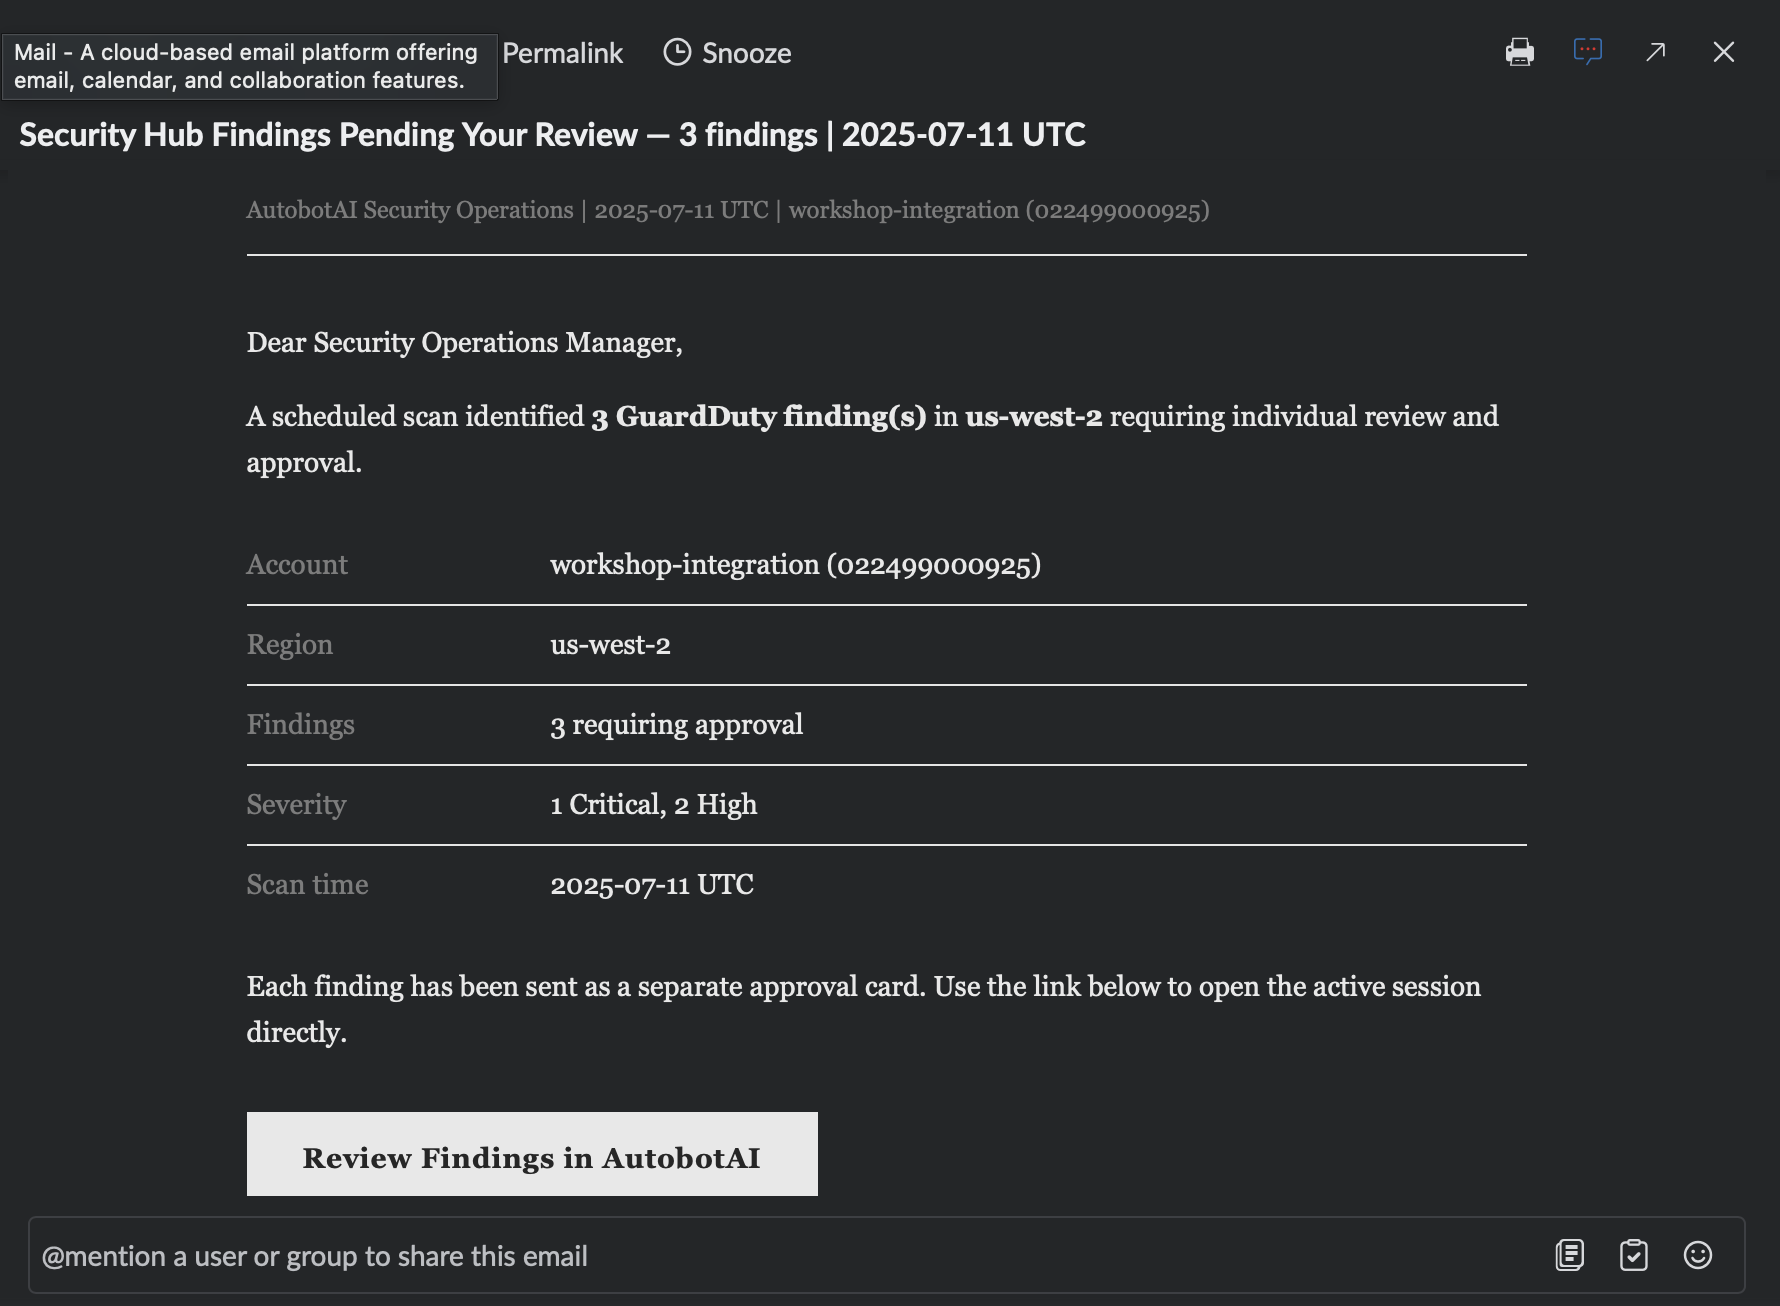 Mail - A cloud-based email platform offering
email, calendar, and collaboration features.
Permalink
Snooze
Security Hub Findings Pending Your Review — 3 findings | 2025-07-11 UTC
AutobotAI Security Operations | 2025-07-11 UTC | workshop-integration (022499000925)
Dear Security Operations Manager,
A scheduled scan identified 3 GuardDuty finding(s) in us-west-2 requiring individual review and
approval.
Account workshop-integration (022499000925)
Region us-west-2
Findings 3 requiring approval
Severity 1 Critical, 2 High
Scan time 2025-07-11 UTC
Each finding has been sent as a separate approval card. Use the link below to open the active session
directly.
Review Findings in AutobotAI
@mention a user or group to share this email